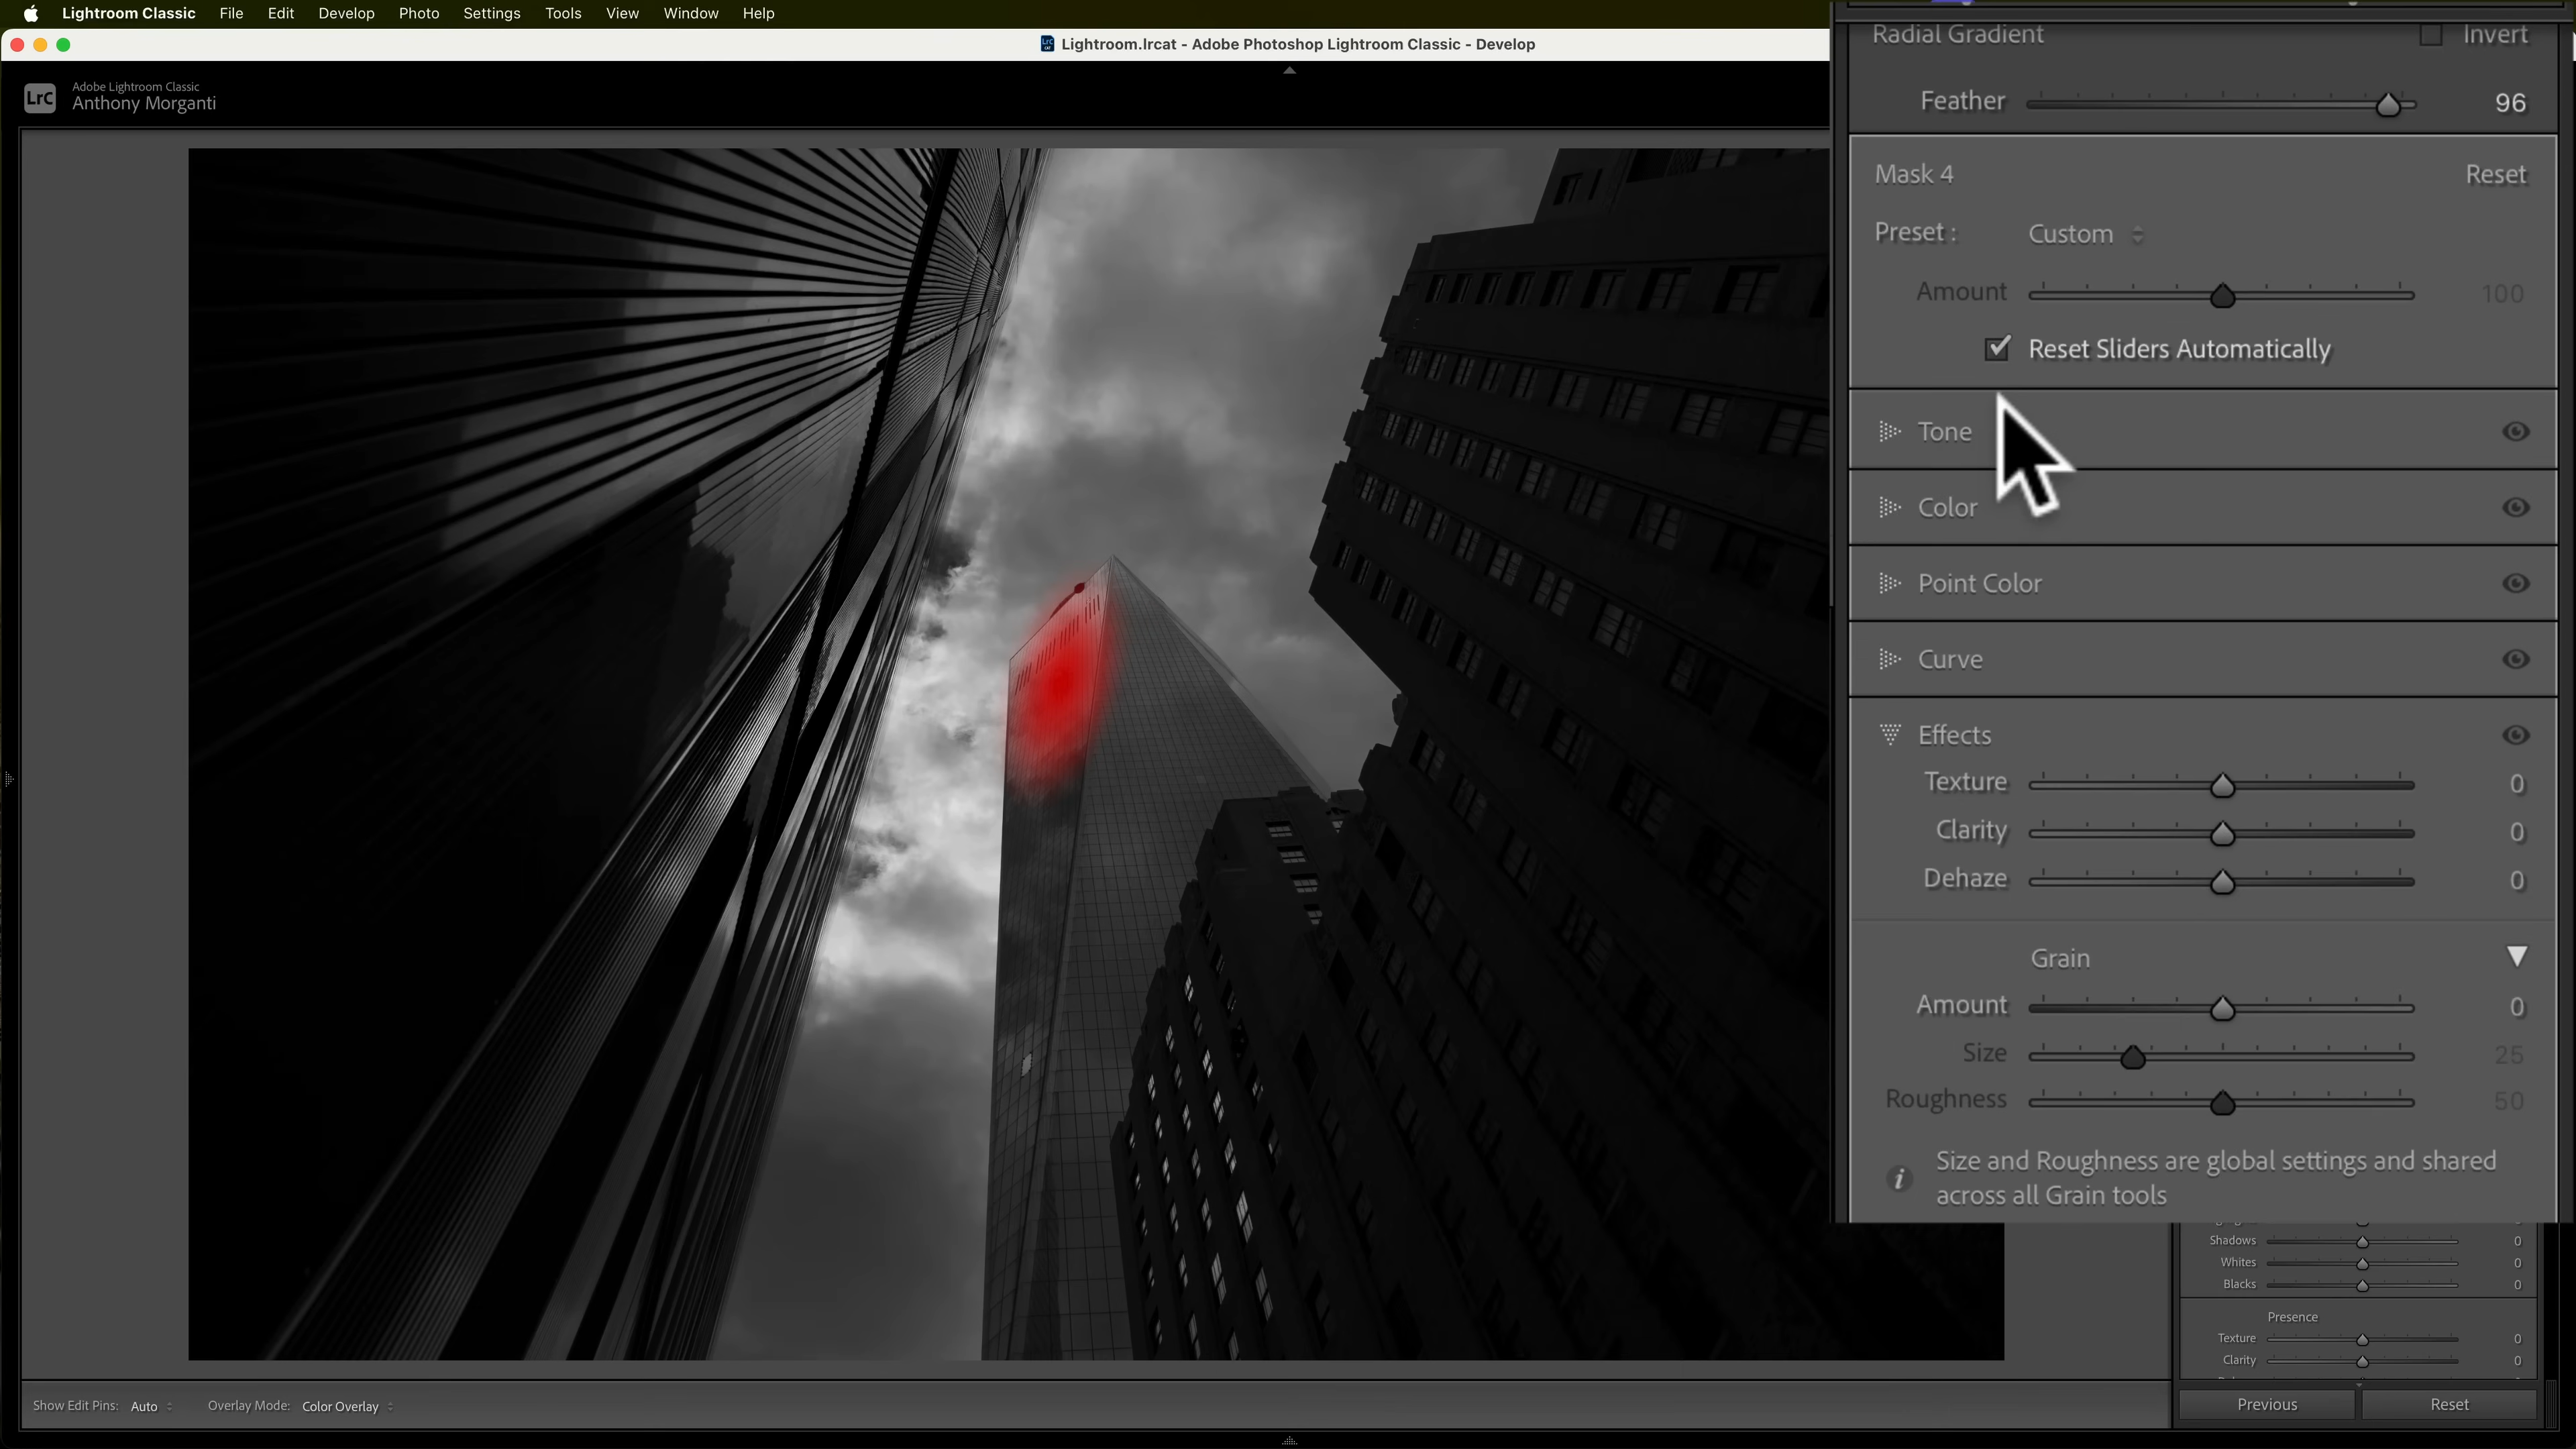 Lightroom Classic File Edit Develop Photo Settings Tools View Window Help
LrC Lightroom.lrcat - Adobe Photoshop Lightroom Classic - Develop
LrC
Adobe Lightroom Classic
Anthony Morganti
Radial Gradient Invert
Feather 96
Mask 4 Reset
Preset : Custom
Amount 100
Reset Sliders Automatically
Tone
Color
Point Color
Curve
Effects
Texture 0
Clarity 0
Dehaze 0
Grain
Amount 0
Size 25
Roughness 50
i Size and Roughness are global settings and shared
across all Grain tools
Shadows 0
Whites 0
Blacks 0
Presence
Texture 0
Clarity 0
Show Edit Pins: Auto Overlay Mode: Color Overlay
Previous Reset